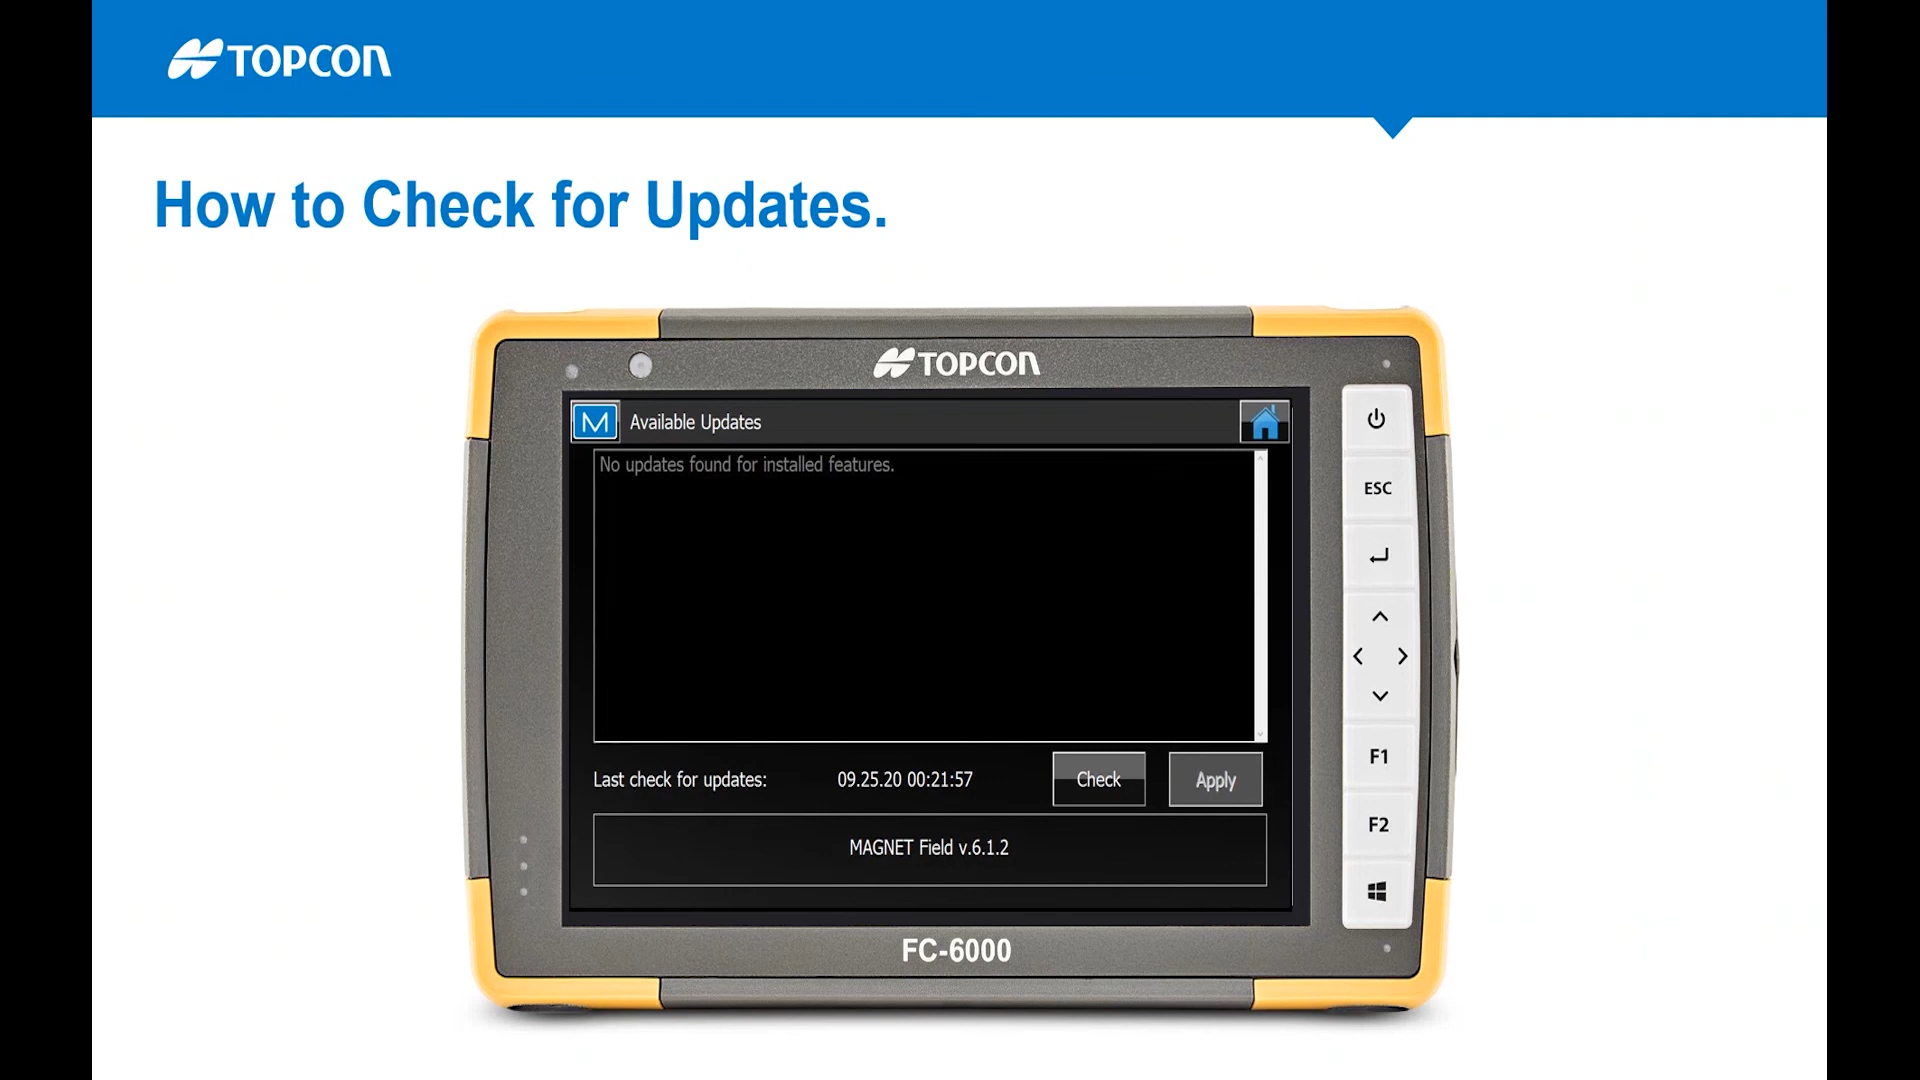 TOPCON
How to Check for Updates.
TOPCON
Available Updates
No updates found for installed features.
Last check for updates: 09.25.20 00:21:57 Check Apply
MAGNET Field v.6.1.2
ESC
F1
F2
FC-6000